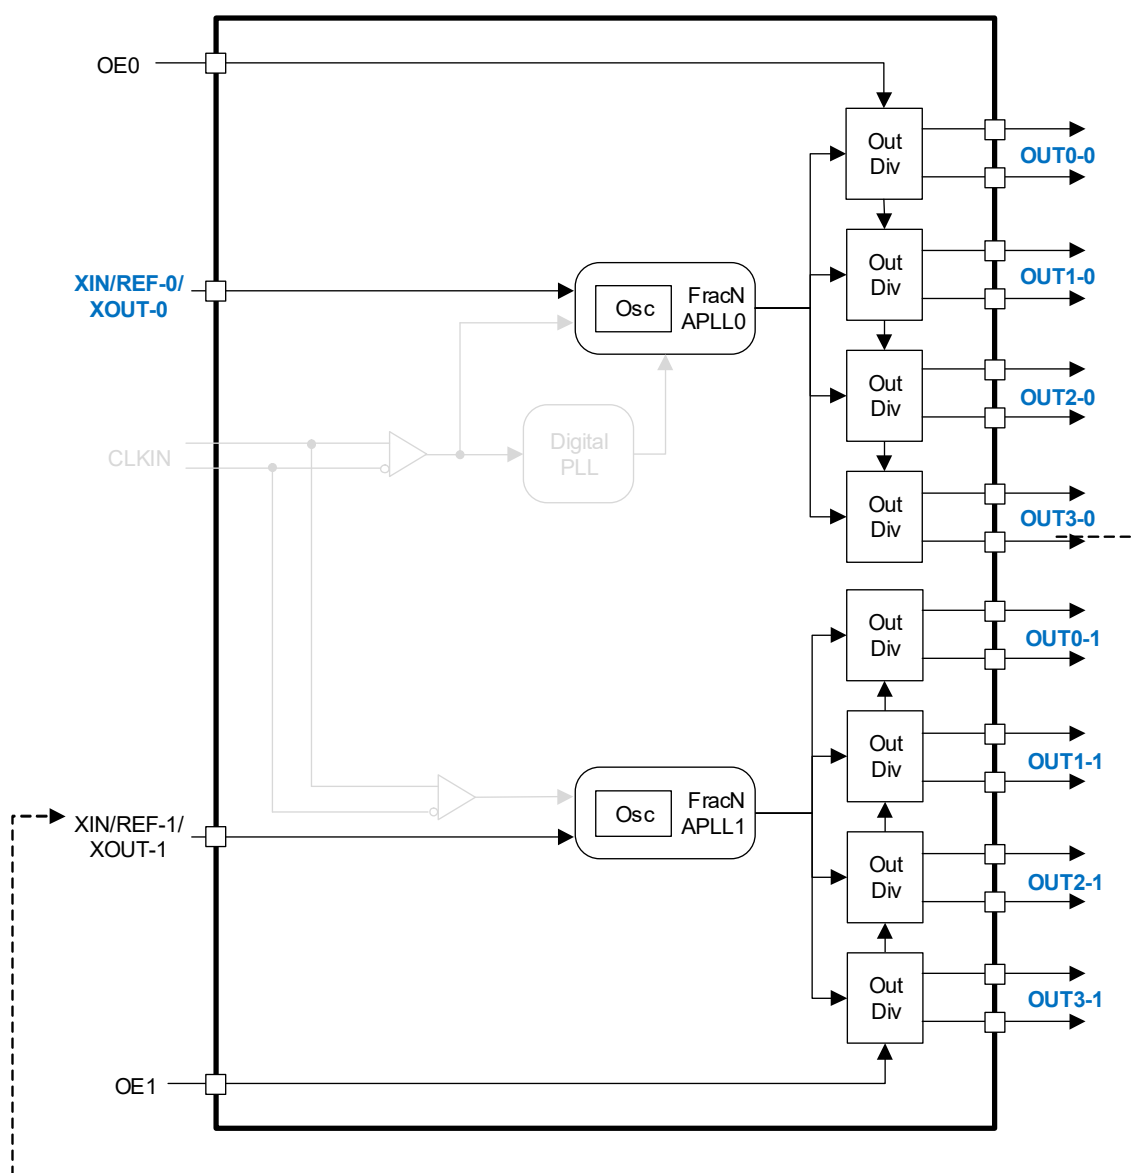 OE0
Out
Div
OUT0-0
Out
Div
OUT1-0
XIN/REF-0/
XOUT-0
Osc
FracN
APLL0
Out
Div
OUT2-0
CLKIN
Digital
PLL
Out
Div
OUT3-0
Out
Div
OUT0-1
Out
Div
OUT1-1
XIN/REF-1/
XOUT-1
Osc
FracN
APLL1
Out
Div
OUT2-1
Out
Div
OUT3-1
OE1